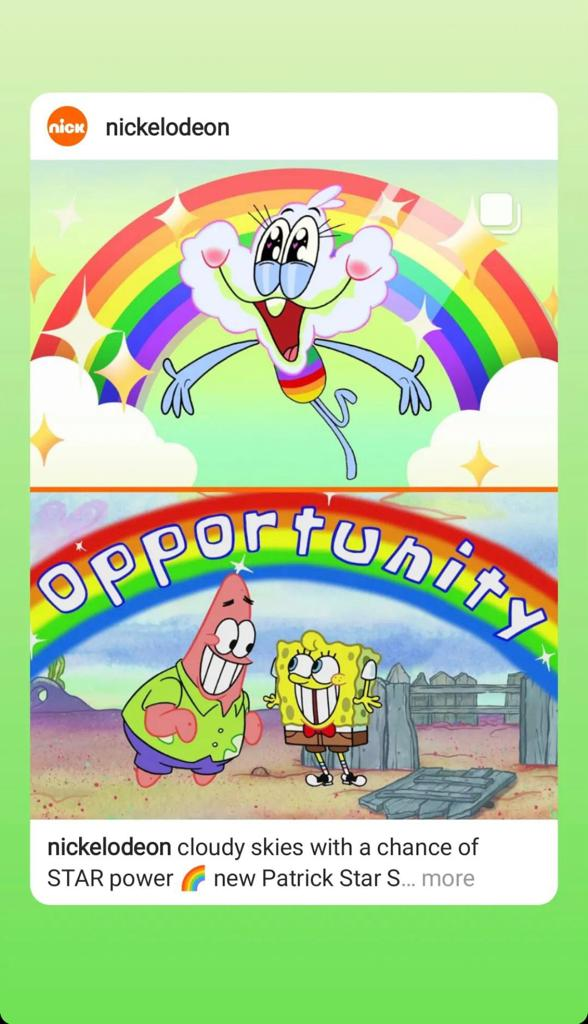 nick nickelodeon
opportunity
nickelodeon cloudy skies with a chance of
STAR power 🌈 new Patrick Star S... more